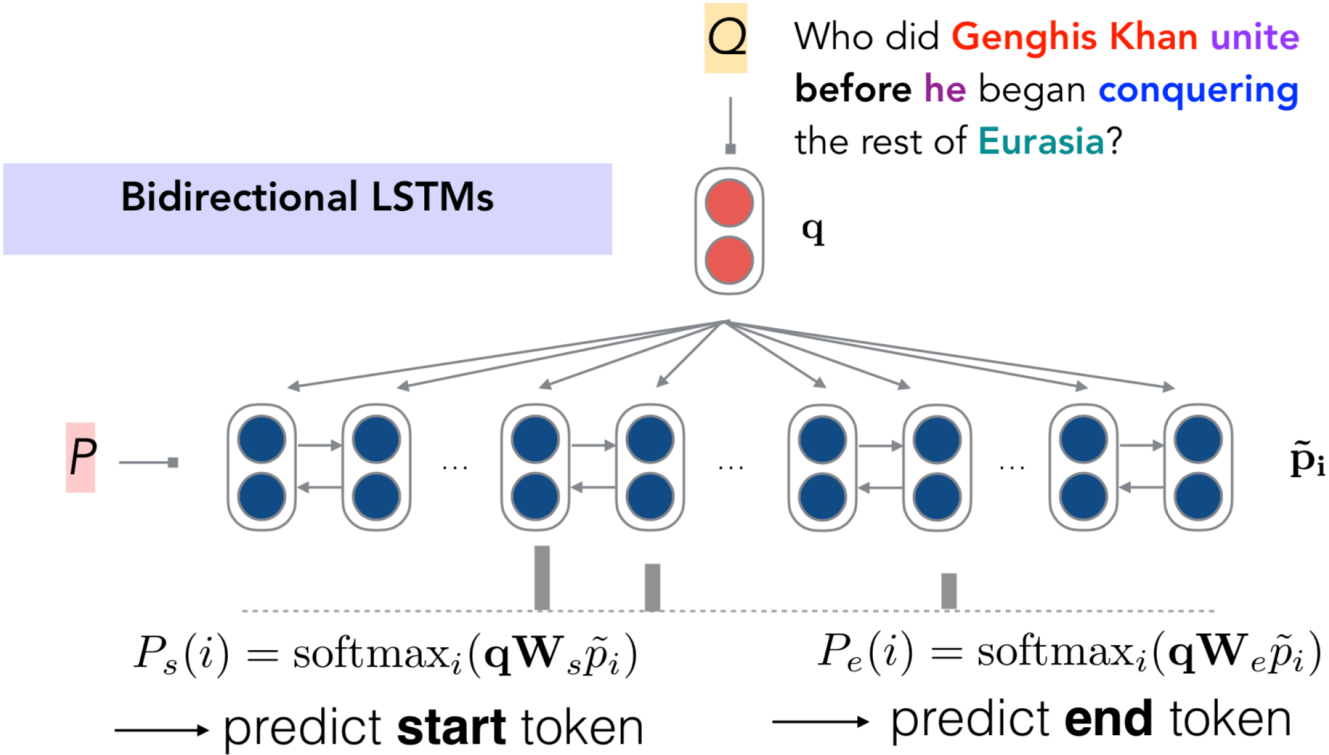 Q
Who did Genghis Khan unite
before he began conquering
the rest of Eurasia?
Bidirectional LSTMs
q
P
...
...
...
p̃ᵢ
Pₛ(i) = softmaxᵢ(qWₛp̃ᵢ)
Pₑ(i) = softmaxᵢ(qWₑp̃ᵢ)
predict start token
predict end token